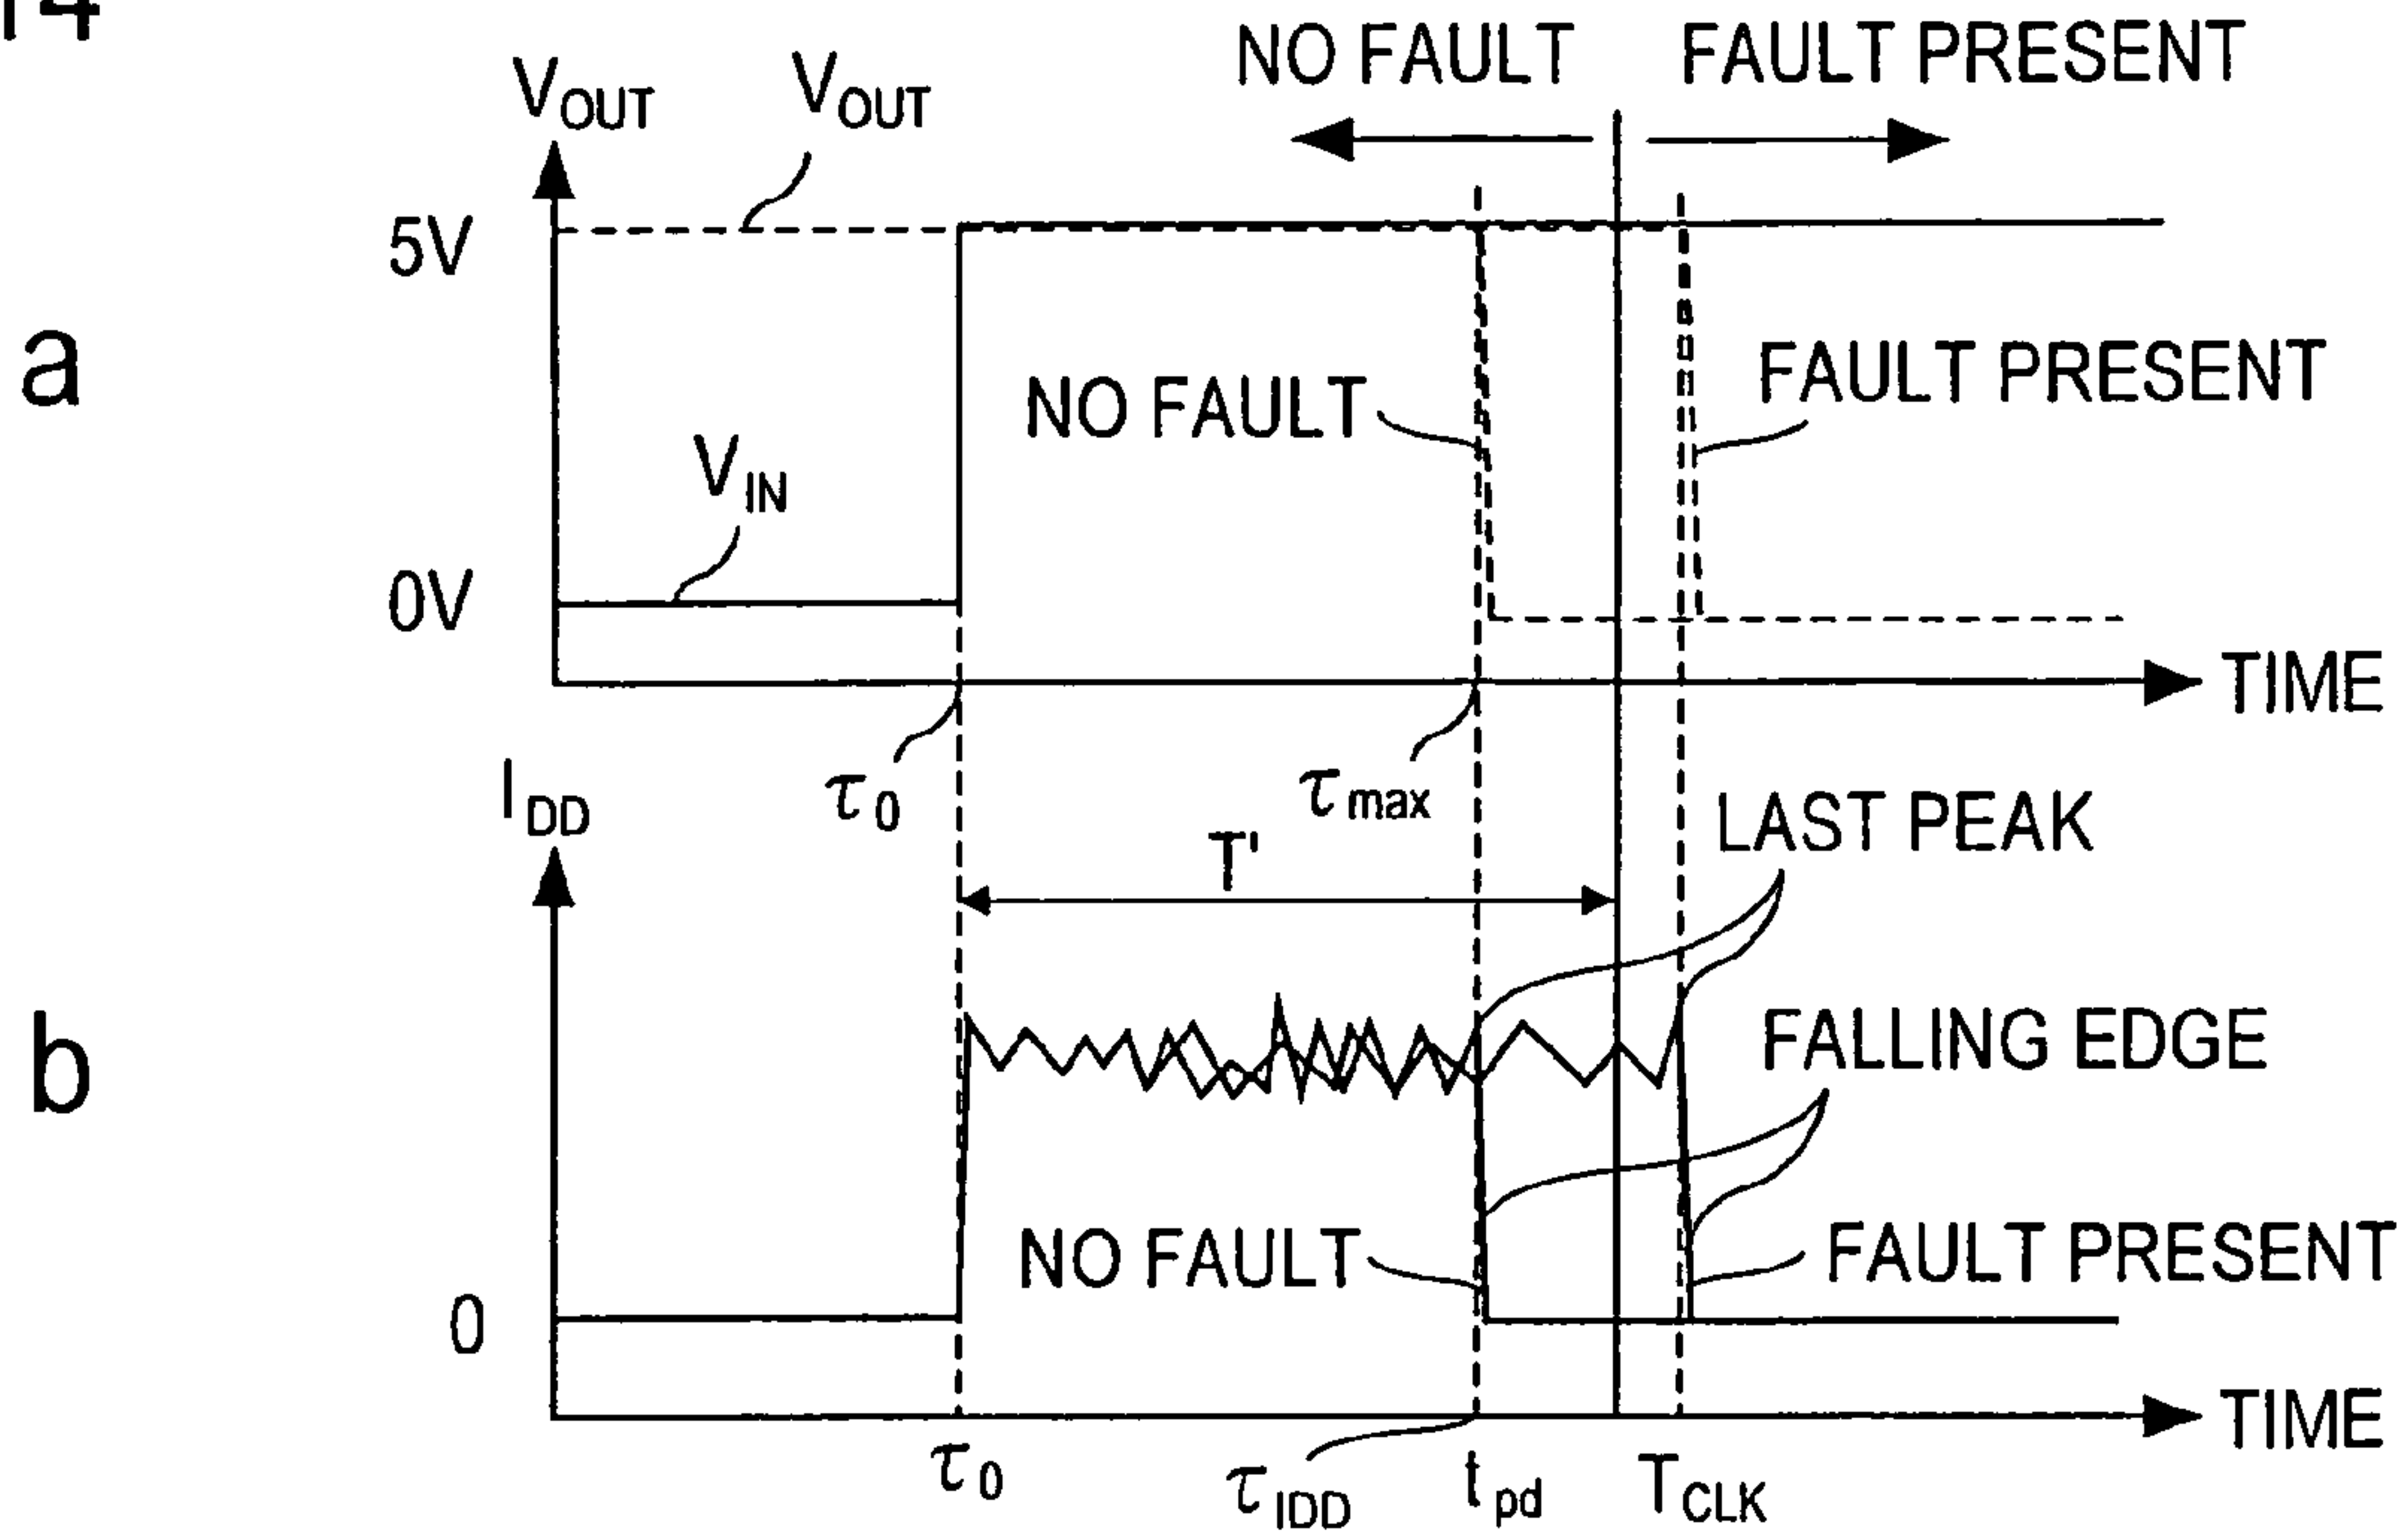 14
NO FAULT FAULT PRESENT
VOUT VOUT
5V
a
NO FAULT
FAULT PRESENT
VIN
0V
TIME
τ0 τmax
IDD
T'
LAST PEAK
b
FALLING EDGE
NO FAULT
FAULT PRESENT
0
TIME
τ0 τIDD tpd TCLK